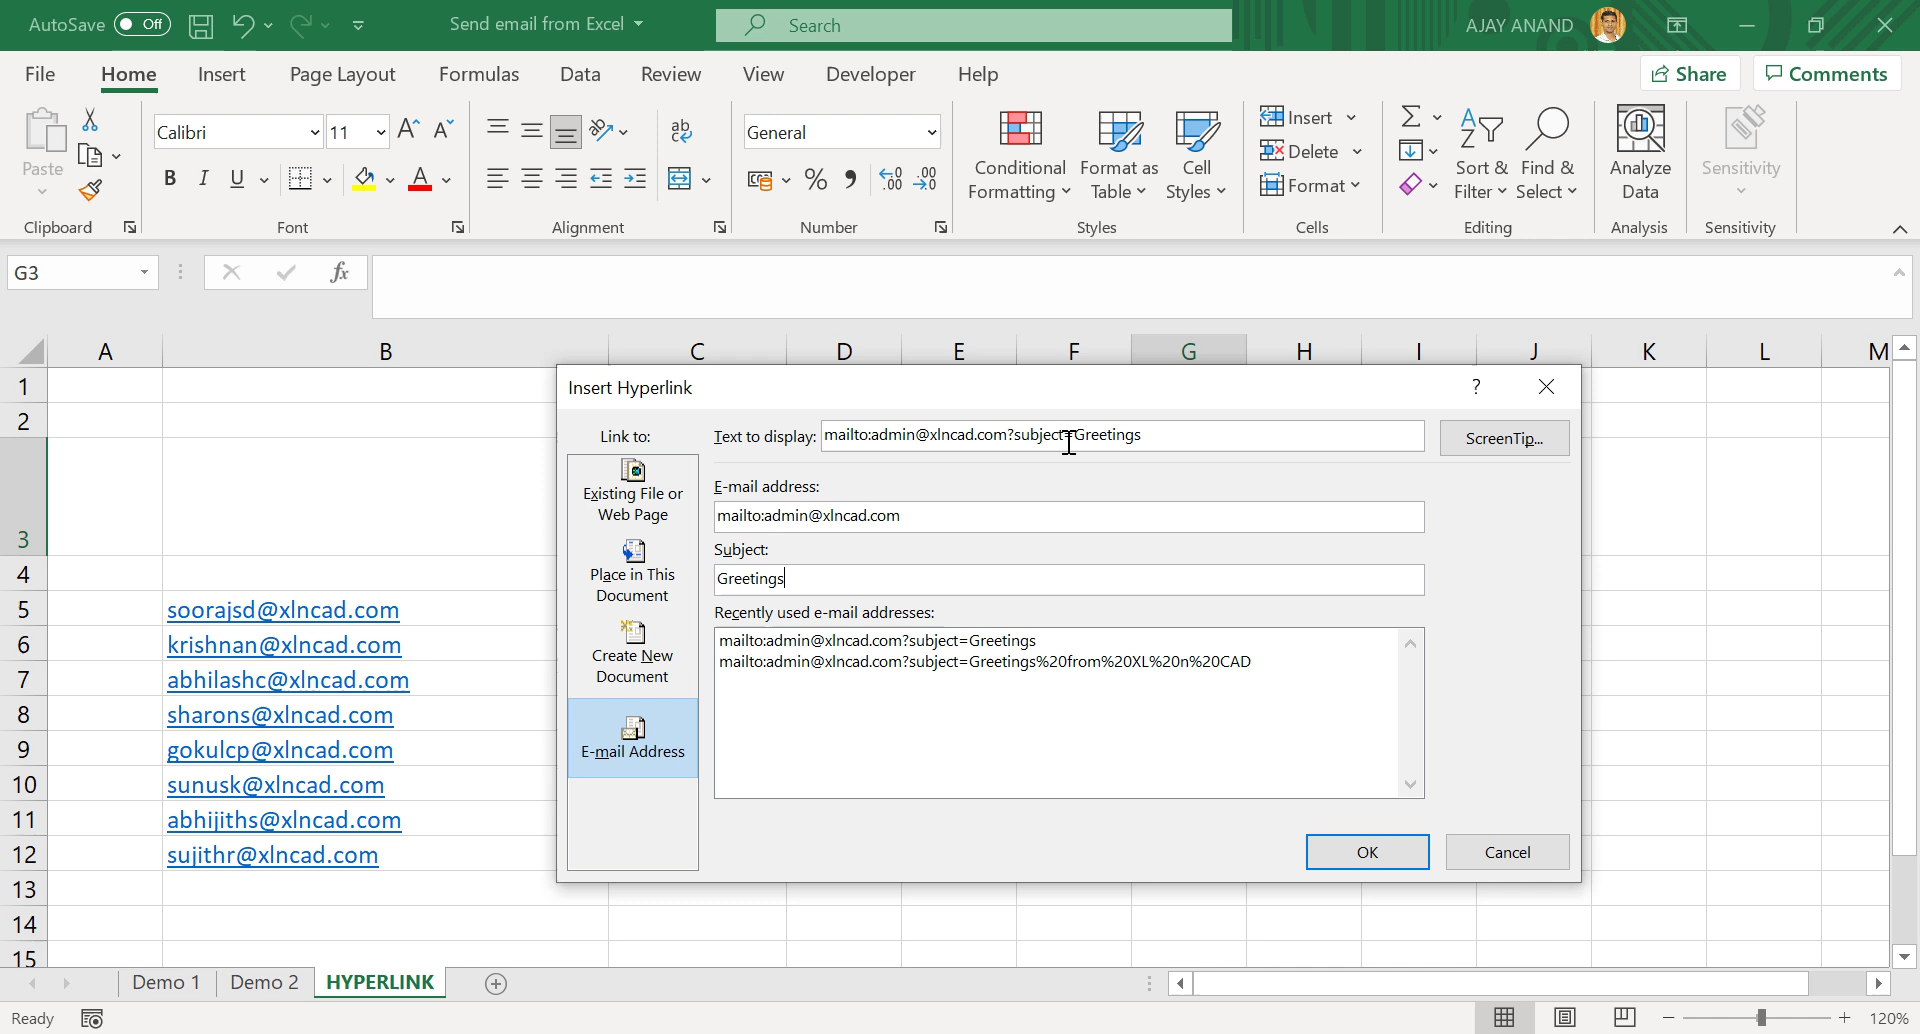 AutoSave Off Send email from Excel Search AJAY ANAND
File Home Insert Page Layout Formulas Data Review View Developer Help Share Comments
Paste Calibri 11 General Conditional Formatting Format as Table Cell Styles Insert Delete Format Sort & Filter Find & Select Analyze Data Sensitivity
B I U
Clipboard Font Alignment Number Styles Cells Editing Analysis Sensitivity
G3 fx
A B C D E F G H I J K L M
1
2
3
4
5 soorajsd@xlncad.com
6 krishnan@xlncad.com
7 abhilashc@xlncad.com
8 sharons@xlncad.com
9 gokulcp@xlncad.com
10 sunusk@xlncad.com
11 abhijiths@xlncad.com
12 sujithr@xlncad.com
13
14
15
Insert Hyperlink ?
Link to: Text to display: mailto:admin@xlncad.com?subject=Greetings ScreenTip...
Existing File or
Web Page
Place in This
Document
Create New
Document
E-mail Address
E-mail address:
mailto:admin@xlncad.com
Subject:
Greetings
Recently used e-mail addresses:
mailto:admin@xlncad.com?subject=Greetings
mailto:admin@xlncad.com?subject=Greetings%20from%20XL%20n%20CAD
OK Cancel
Demo 1 Demo 2 HYPERLINK
Ready 120%